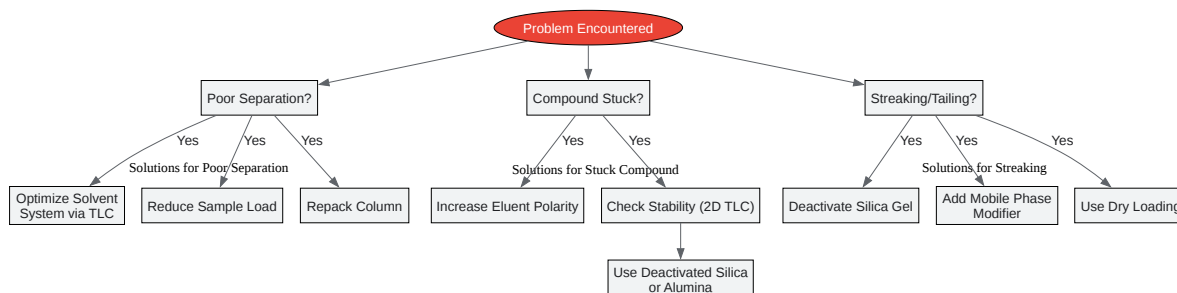 Problem Encountered
Poor Separation?
Compound Stuck?
Streaking/Tailing?
Yes
Yes
Yes
Yes
Yes
Yes
Yes
Yes
Solutions for Poor Separation
Solutions for Stuck Compound
Solutions for Streaking
Optimize Solvent
System via TLC
Reduce Sample Load
Repack Column
Increase Eluent Polarity
Check Stability (2D TLC)
Deactivate Silica Gel
Add Mobile Phase
Modifier
Use Dry Loading
Use Deactivated Silica
or Alumina